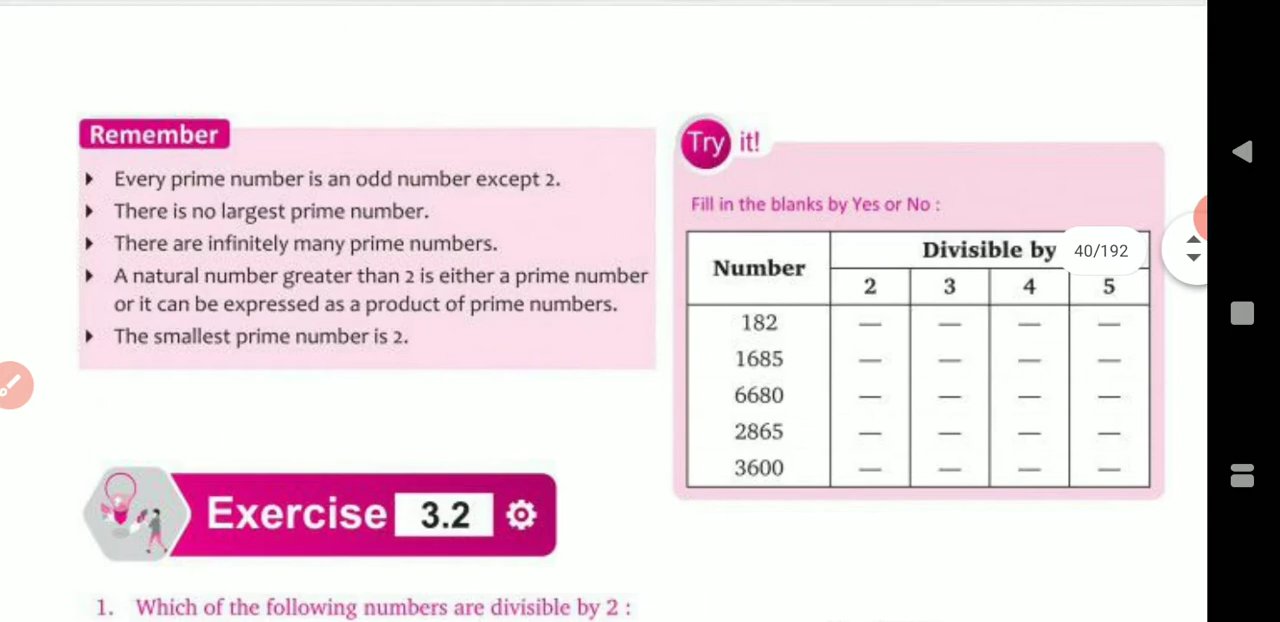 Remember
Every prime number is an odd number except 2.
There is no largest prime number.
There are infinitely many prime numbers.
A natural number greater than 2 is either a prime number
or it can be expressed as a product of prime numbers.
The smallest prime number is 2.
Try it!
Fill in the blanks by Yes or No :
Number Divisible by
2 3 4 5
182 — — — —
1685 — — — —
6680 — — — —
2865 — — — —
3600 — — — —
40/192
Exercise 3.2
1. Which of the following numbers are divisible by 2 :